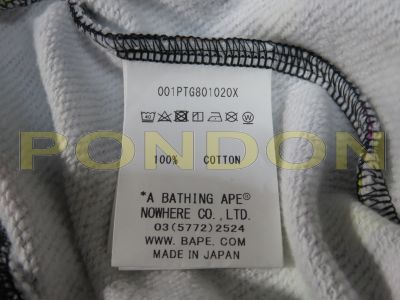 001PTG801020X
PONDON
100% COTTON
"A BATHING APE®
NOWHERE CO., LTD.
03(5772)2524
WWW. BAPE. COM
MADE IN JAPAN